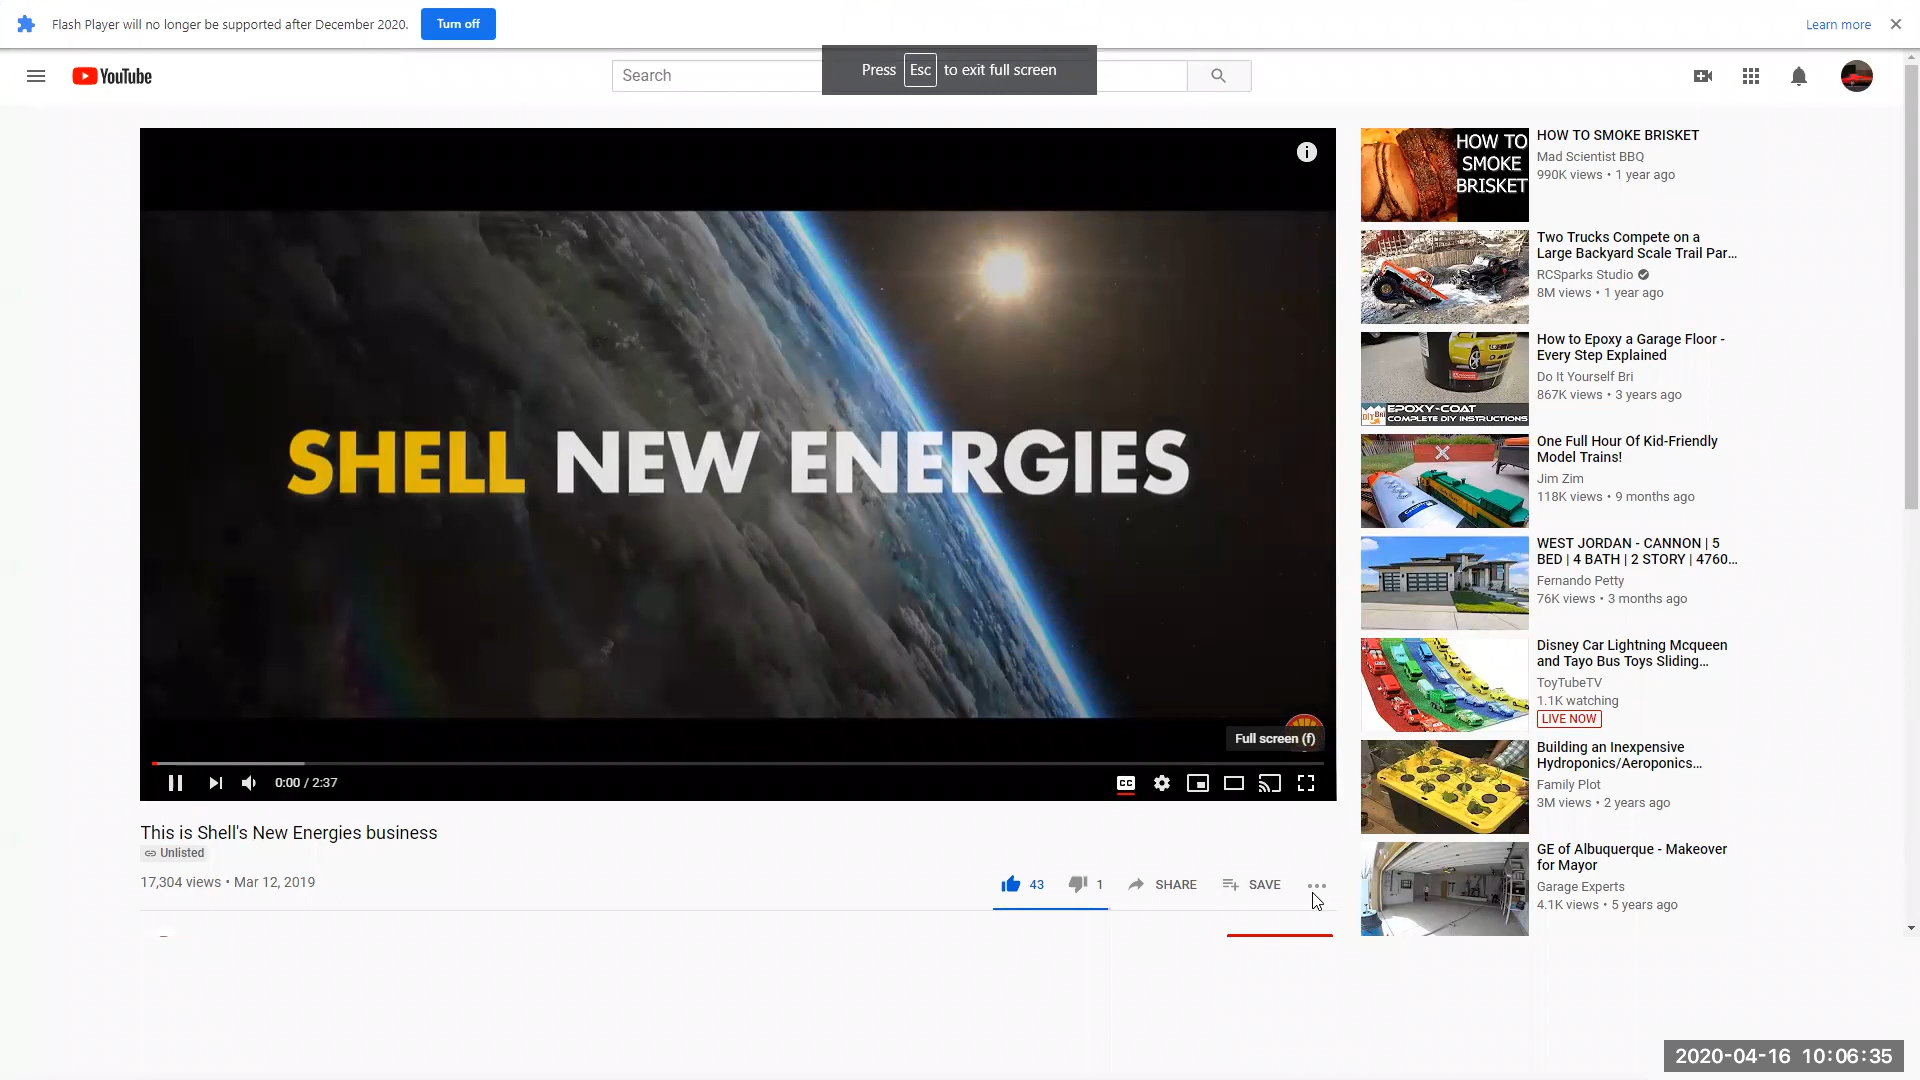 Flash Player will no longer be supported after December 2020.
Turn off
Learn more
YouTube
Search
Press Esc to exit full screen
SHELL NEW ENERGIES
Full screen (f)
0:00 / 2:37
CC
This is Shell's New Energies business
Unlisted
17,304 views • Mar 12, 2019
43
1
SHARE
SAVE
HOW TO
SMOKE
BRISKET
HOW TO SMOKE BRISKET
Mad Scientist BBQ
990K views • 1 year ago
Two Trucks Compete on a
Large Backyard Scale Trail Par...
RCSparks Studio
8M views • 1 year ago
EPOXY-COAT
COMPLETE DIY INSTRUCTIONS
How to Epoxy a Garage Floor -
Every Step Explained
Do It Yourself Bri
867K views • 3 years ago
One Full Hour Of Kid-Friendly
Model Trains!
Jim Zim
118K views • 9 months ago
WEST JORDAN - CANNON | 5
BED | 4 BATH | 2 STORY | 4760...
Fernando Petty
76K views • 3 months ago
Disney Car Lightning Mcqueen
and Tayo Bus Toys Sliding...
ToyTubeTV
1.1K watching
LIVE NOW
Building an Inexpensive
Hydroponics/Aeroponics...
Family Plot
3M views • 2 years ago
GE of Albuquerque - Makeover
for Mayor
Garage Experts
4.1K views • 5 years ago
2020-04-16 10:06:35